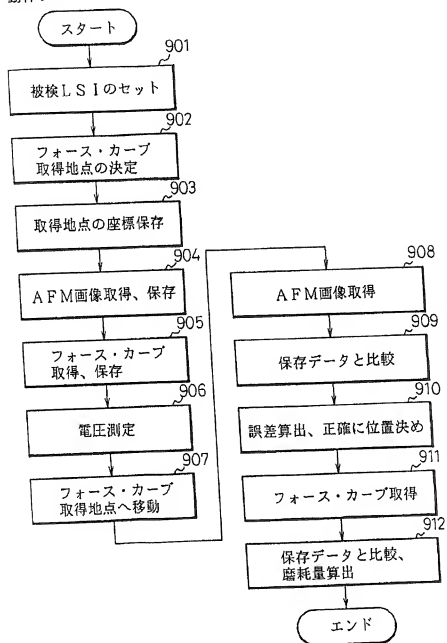 スタート
901
被検LSIのセット
902
フォース・カーブ
取得地点の決定
903
取得地点の座標保存
904
AFM画像取得、保存
905
フォース・カーブ
取得、保存
906
電圧測定
907
フォース・カーブ
取得地点へ移動
908
AFM画像取得
909
保存データと比較
910
誤差算出、正確に位置決め
911
フォース・カーブ取得
912
保存データと比較、
磨耗量算出
エンド